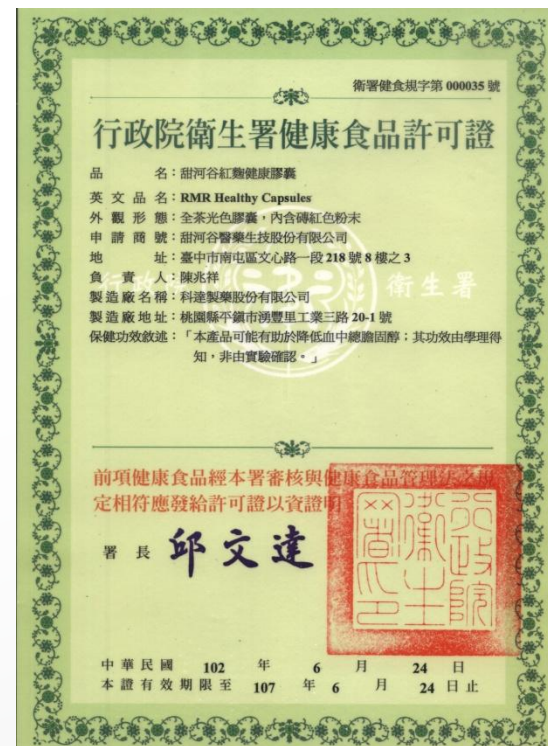 衛署健食規字第 000035 號
行政院衛生署健康食品許可證
品名：甜河谷紅麴健康膠囊
英文品名：RMR Healthy Capsules
外觀形態：全茶光色膠囊，內含磚紅色粉末
申請商號：甜河谷醫藥生技股份有限公司
地址：臺中市南屯區文心路一段 218 號 8 樓之 3
負責人：陳兆祥
製造廠名稱：科達製藥股份有限公司
製造廠地址：桃園縣平鎮市湧豐里工業三路 20-1 號
保健功效敘述：「本產品可能有助於降低血中總膽固醇；其功效由學理得
知，非由實驗確認。」
前項健康食品經本署審核與健康食品管理法之規
定相符應發給許可證以資證明
署長 邱文達
行政院衛生署印
中華民國 102 年 6 月 24 日
本證有效期限至 107 年 6 月 24 日止